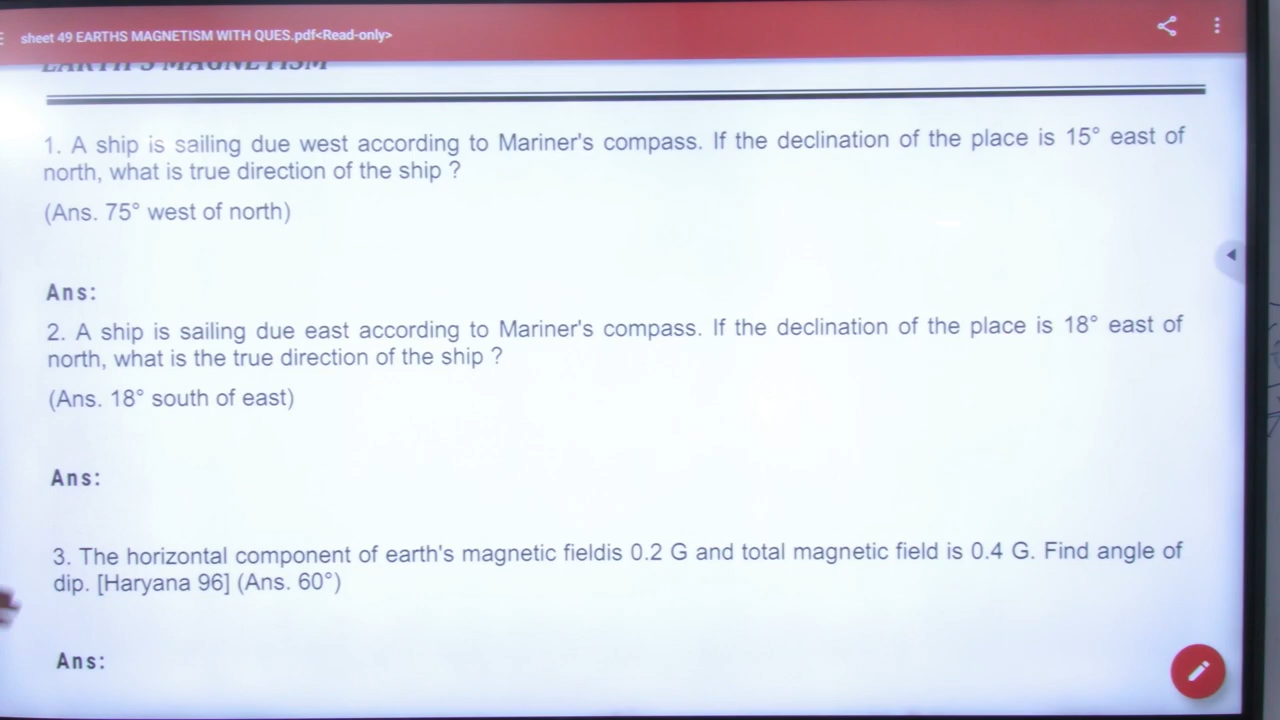 sheet 49 EARTHS MAGNETISM WITH QUES.pdf<Read-only>
EARTH'S MAGNETISM
1. A ship is sailing due west according to Mariner's compass. If the declination of the place is 15° east of
north, what is true direction of the ship ?
(Ans. 75° west of north)
Ans:
2. A ship is sailing due east according to Mariner's compass. If the declination of the place is 18° east of
north, what is the true direction of the ship ?
(Ans. 18° south of east)
Ans:
3. The horizontal component of earth's magnetic fieldis 0.2 G and total magnetic field is 0.4 G. Find angle of
dip. [Haryana 96] (Ans. 60°)
Ans: